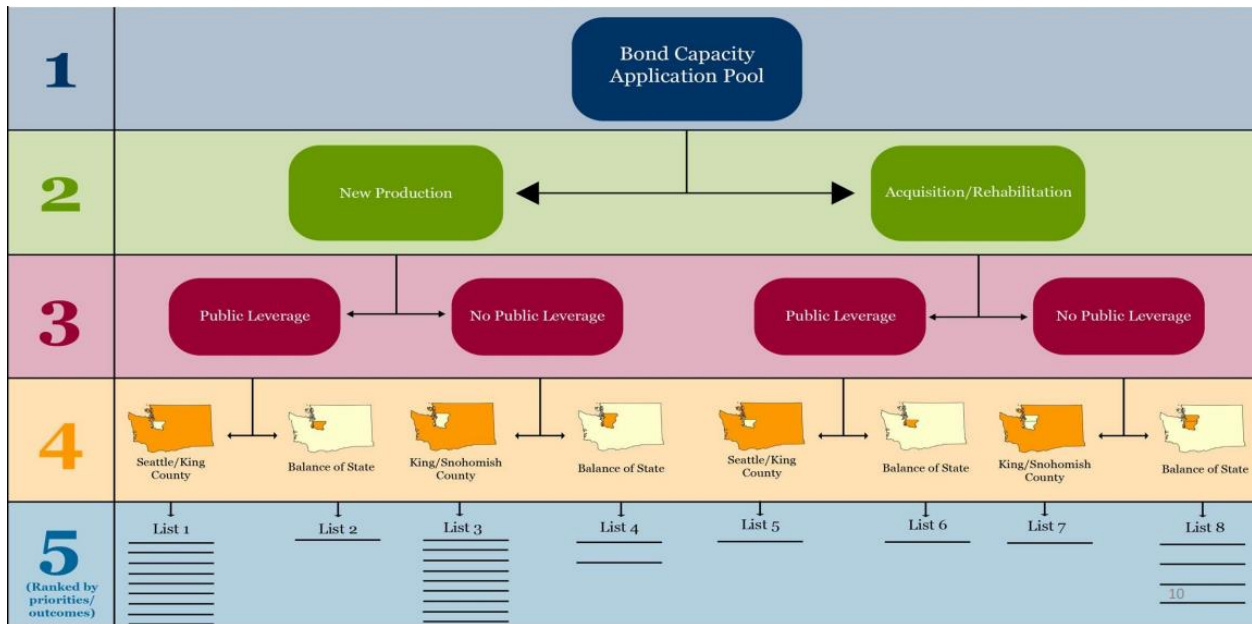 1
Bond Capacity
Application Pool
2
New Production
Acquisition/Rehabilitation
3
Public Leverage
No Public Leverage
Public Leverage
No Public Leverage
4
Seattle/King
County
Balance of State
King/Snohomish
County
Balance of State
Seattle/King
County
Balance of State
King/Snohomish
County
Balance of State
5
(Ranked by
priorities/
outcomes)
List 1
List 2
List 3
List 4
List 5
List 6
List 7
List 8
10